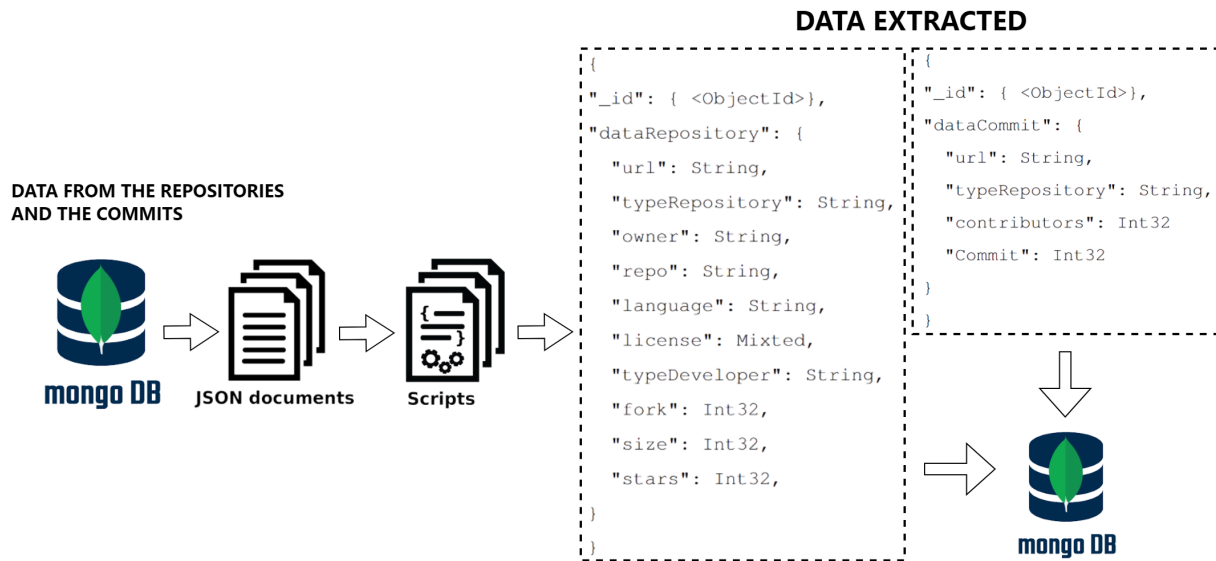 DATA EXTRACTED
DATA FROM THE REPOSITORIES
AND THE COMMITS
mongo DB
JSON documents
{
}
Scripts
{
"_id": { <ObjectId>},
"dataRepository": {
"url": String,
"typeRepository": String,
"owner": String,
"repo": String,
"language": String,
"license": Mixted,
"typeDeveloper": String,
"fork": Int32,
"size": Int32,
"stars": Int32,
}
}
{
"_id": { <ObjectId>},
"dataCommit": {
"url": String,
"typeRepository": String,
"contributors": Int32
"Commit": Int32
}
}
mongo DB